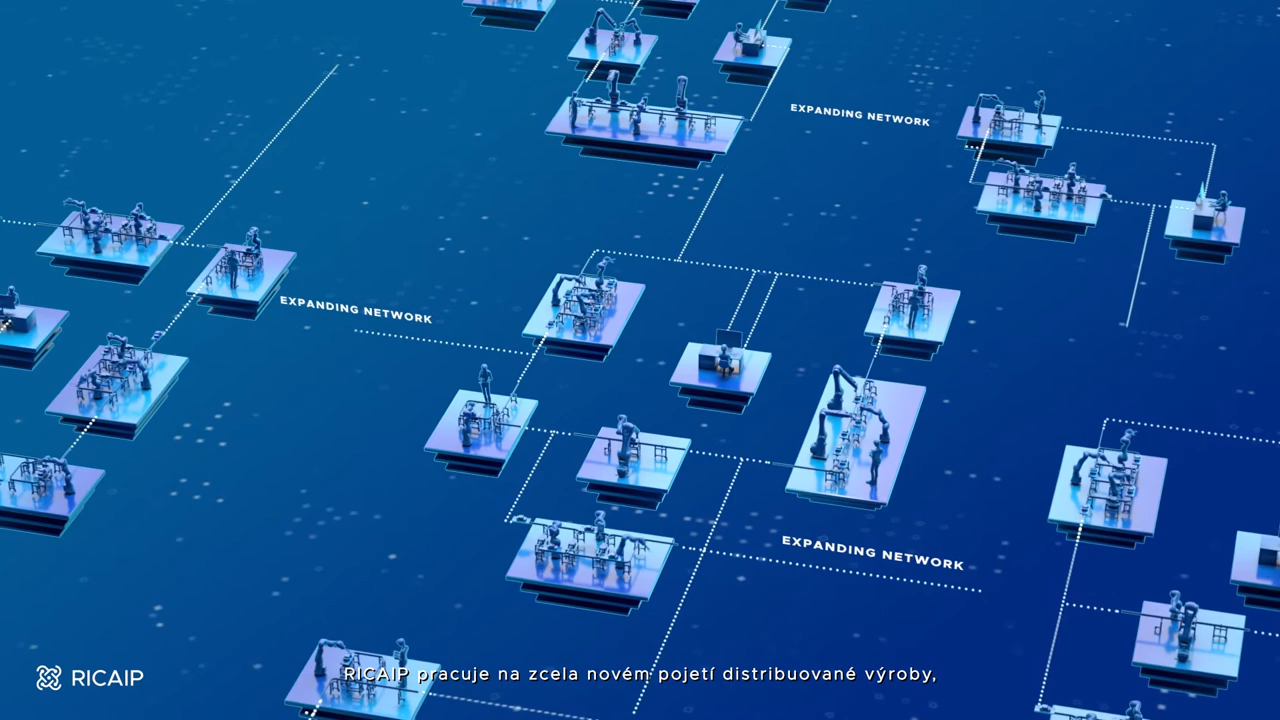 EXPANDING NETWORK
EXPANDING NETWORK
EXPANDING NETWORK
RICAIP
RICAIP pracuje na zcela novém pojetí distribuované výroby,